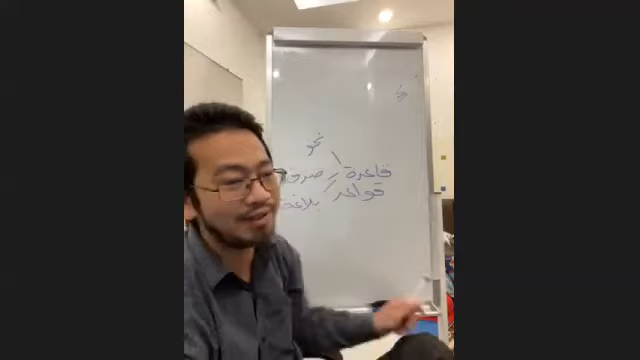 نحو
قاعدة صرف
قواعد بلاغة